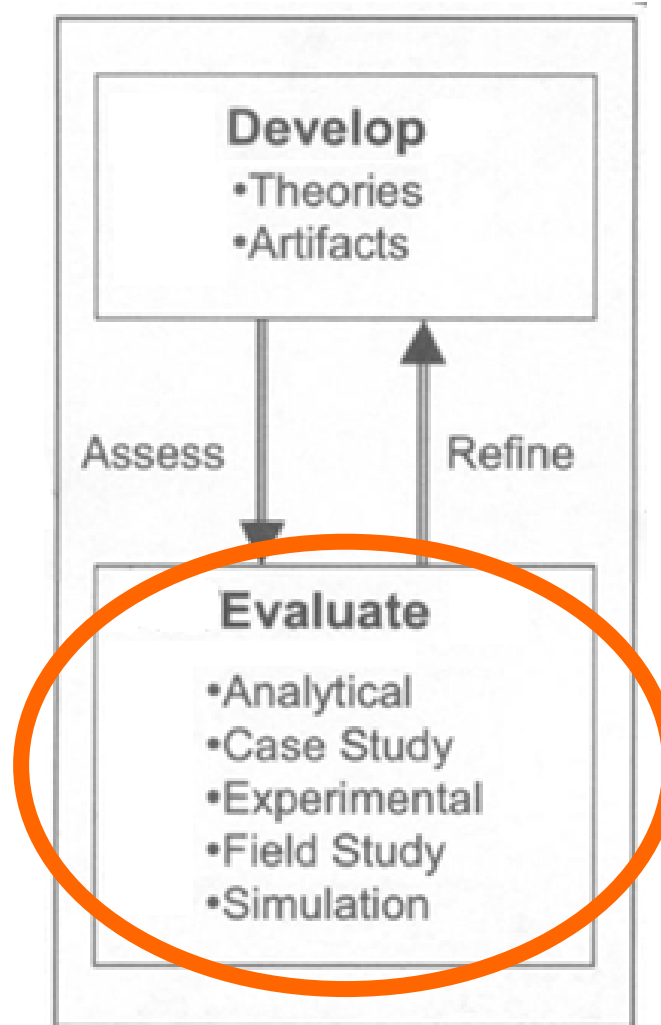 Develop
•Theories
•Artifacts
Assess
Refine
Evaluate
•Analytical
•Case Study
•Experimental
•Field Study
•Simulation